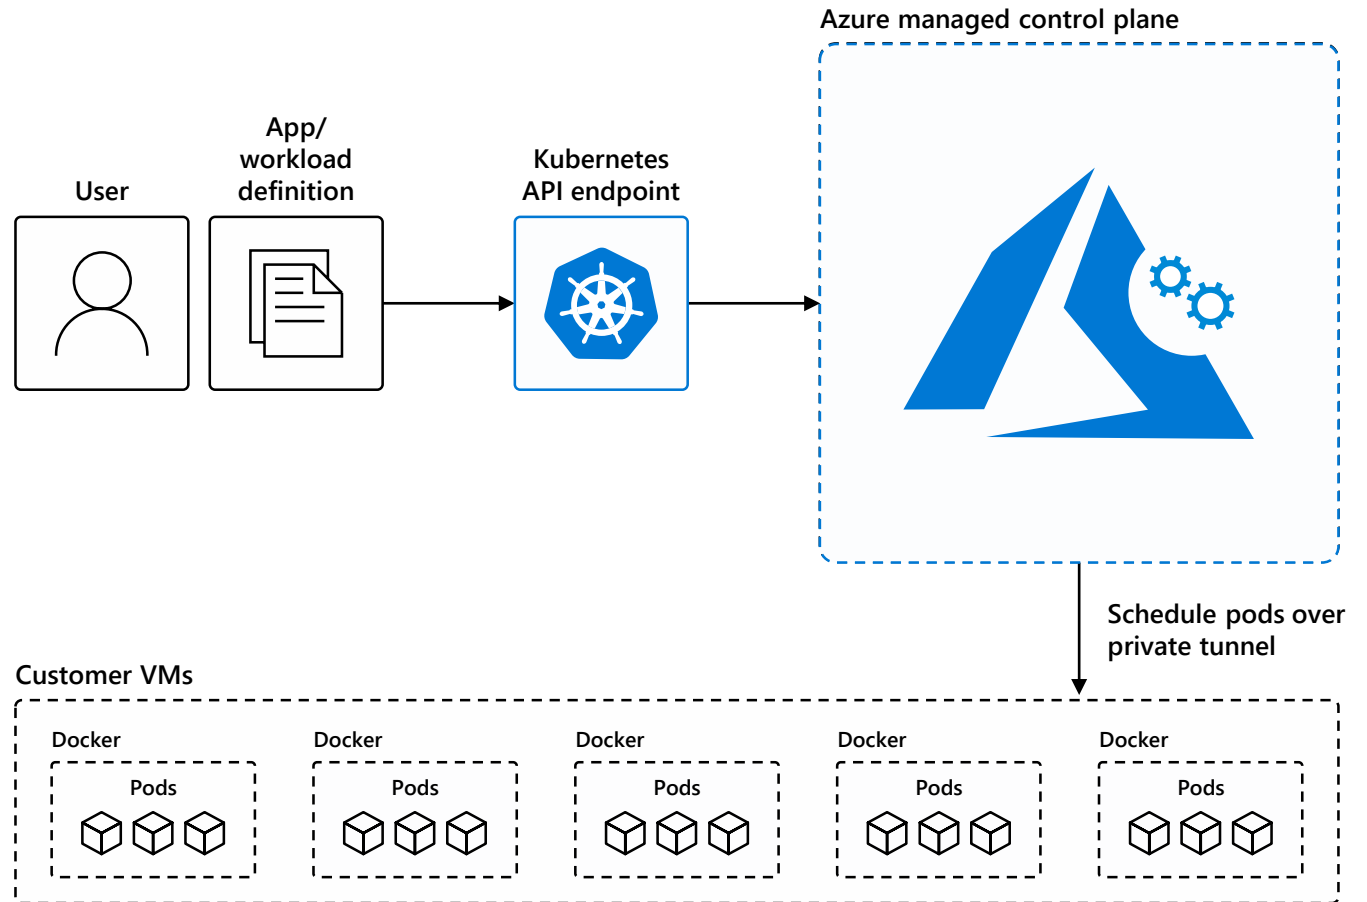 Azure managed control plane
App/
workload
definition
User
Kubernetes
API endpoint
Schedule pods over
private tunnel
Customer VMs
Docker
Docker
Docker
Docker
Docker
Pods
Pods
Pods
Pods
Pods